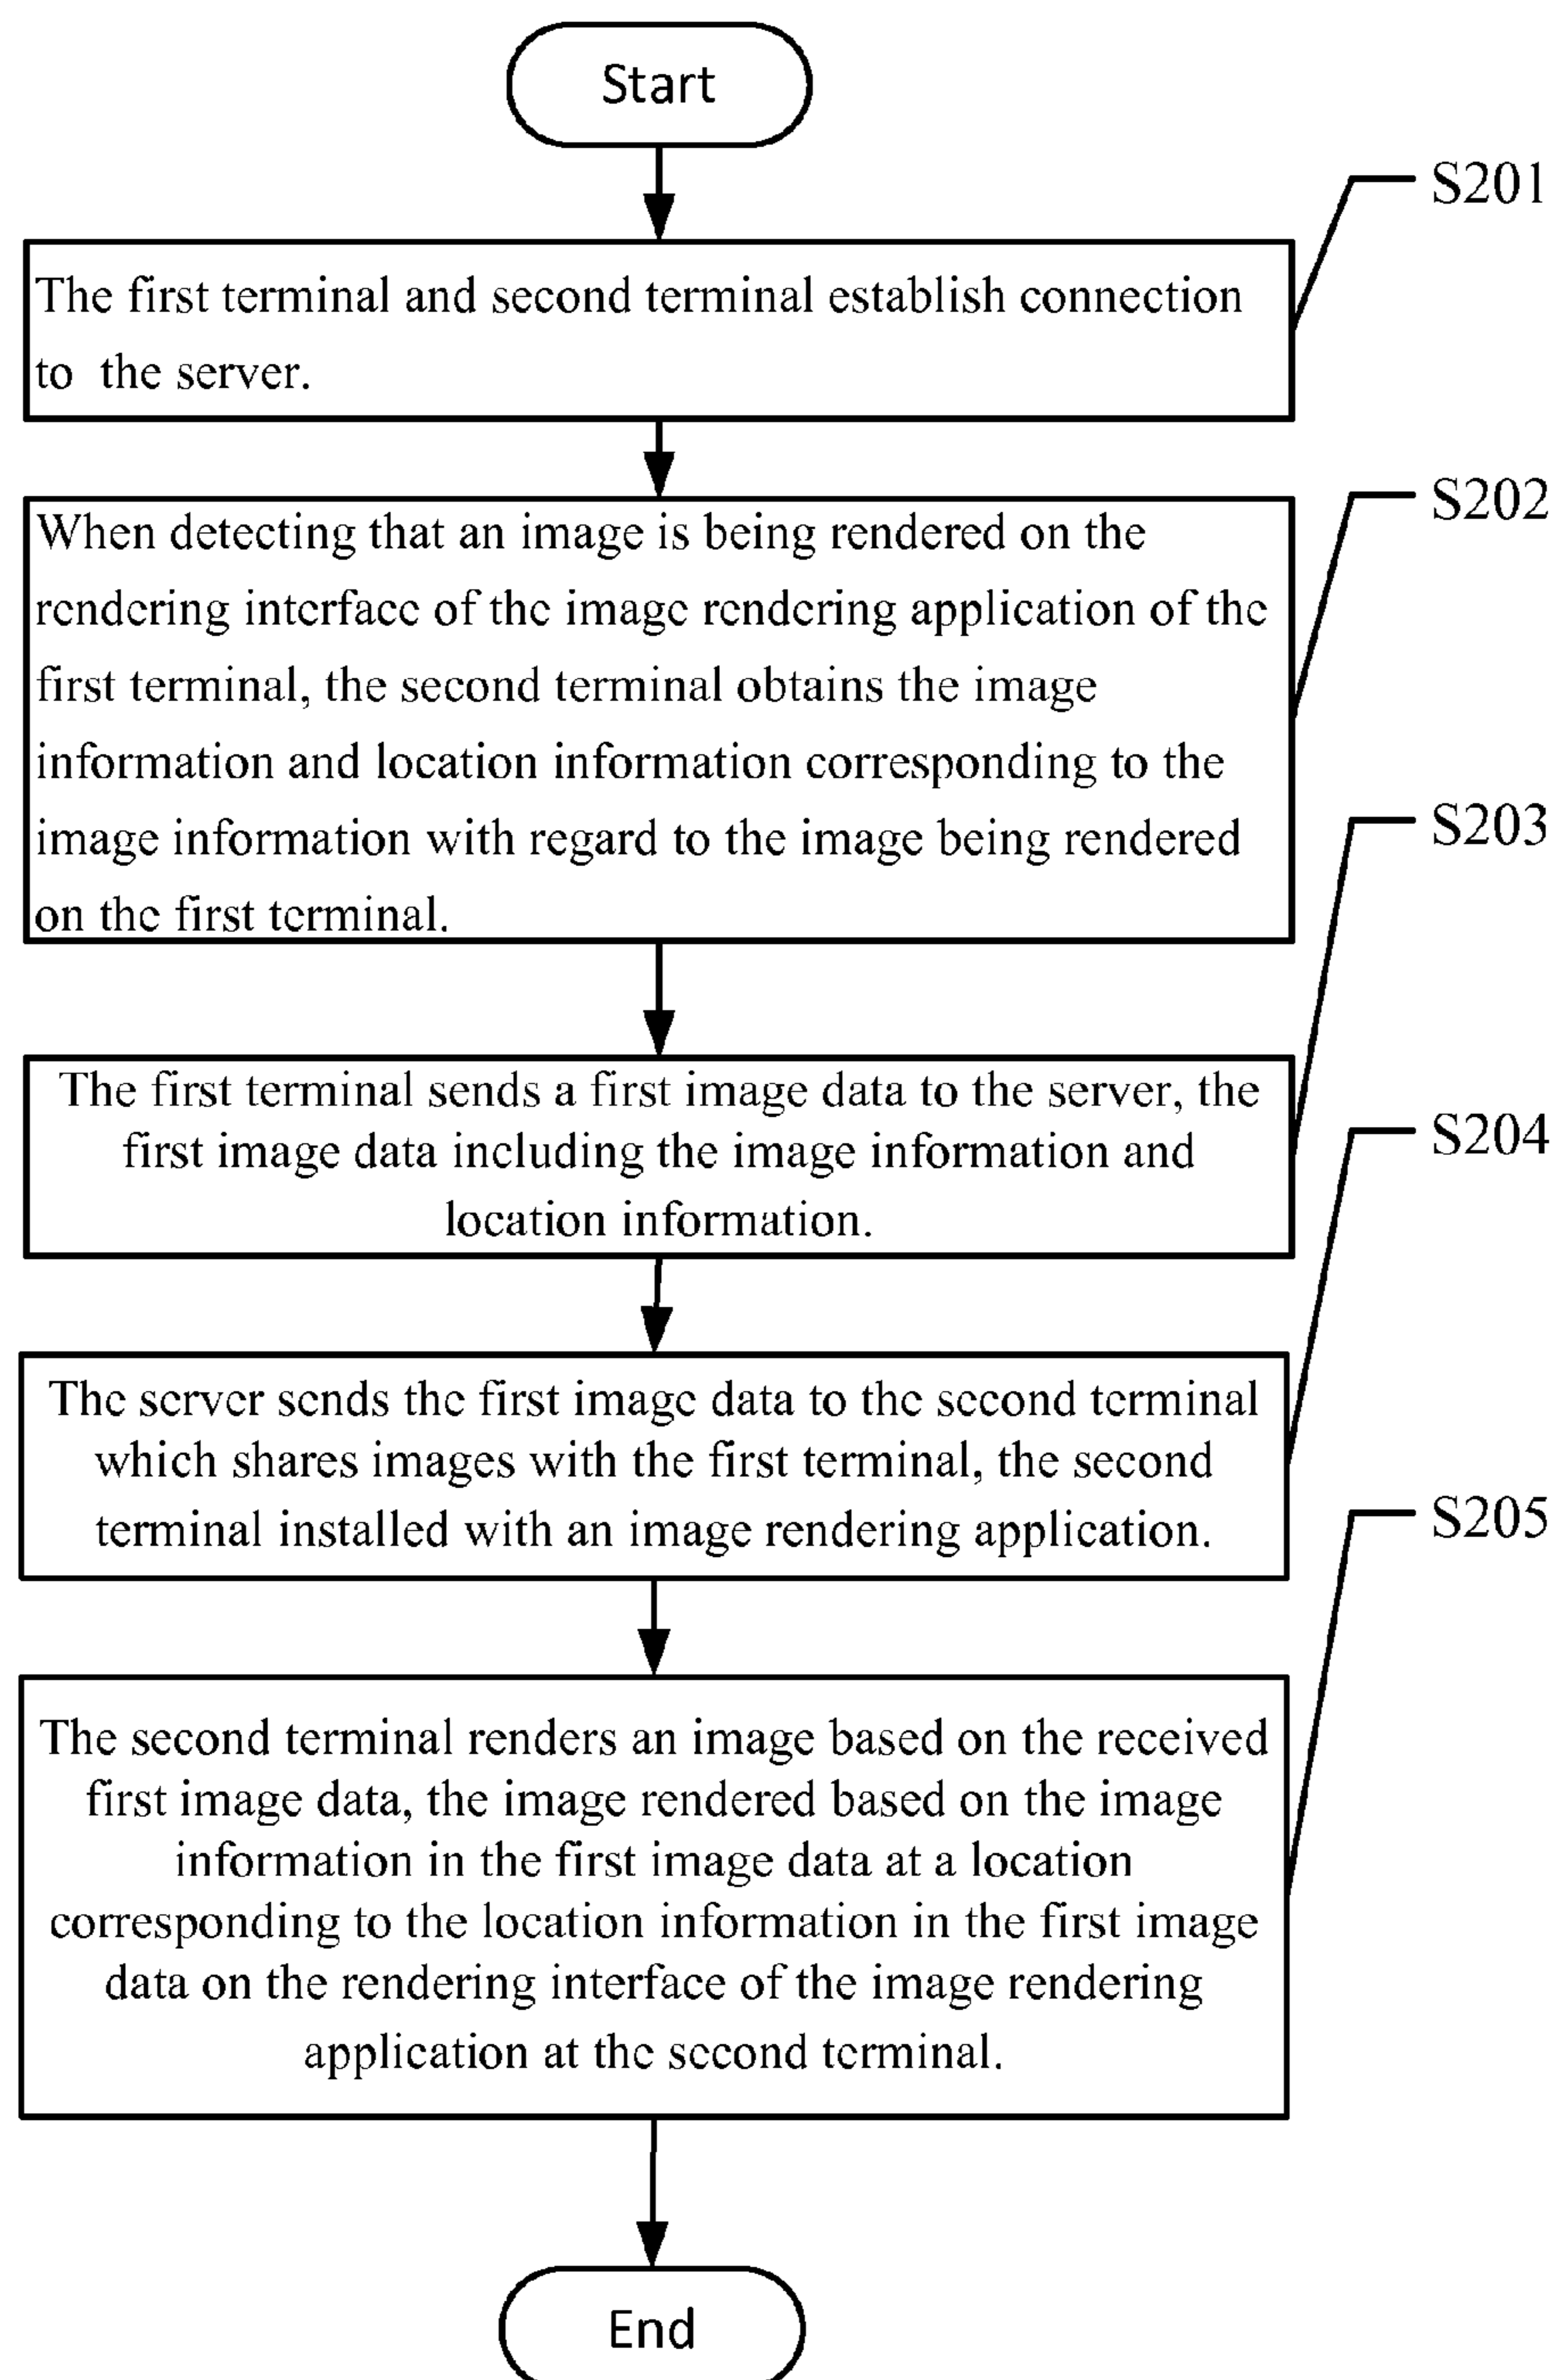 Start
S201
The first terminal and second terminal establish connection
to the server.
S202
When detecting that an image is being rendered on the
rendering interface of the image rendering application of the
first terminal, the second terminal obtains the image
information and location information corresponding to the
image information with regard to the image being rendered
on the first terminal.
S203
The first terminal sends a first image data to the server, the
first image data including the image information and
location information.
S204
The server sends the first image data to the second terminal
which shares images with the first terminal, the second
terminal installed with an image rendering application.
S205
The second terminal renders an image based on the received
first image data, the image rendered based on the image
information in the first image data at a location
corresponding to the location information in the first image
data on the rendering interface of the image rendering
application at the second terminal.
End